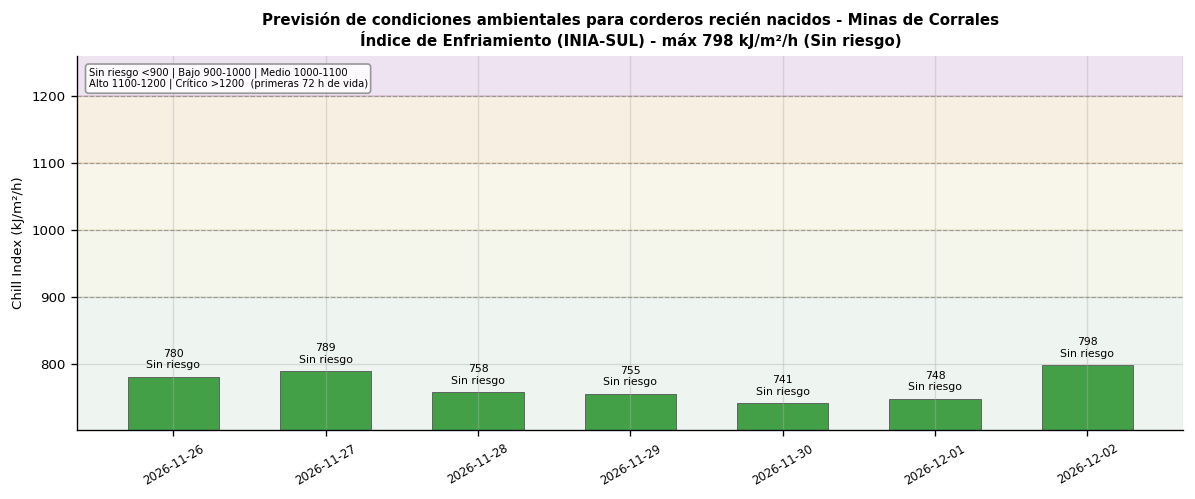 Previsión de condiciones ambientales para corderos recién nacidos - Minas de Corrales
Índice de Enfriamiento (INIA-SUL) - máx 798 kJ/m²/h (Sin riesgo)
Sin riesgo <900 | Bajo 900-1000 | Medio 1000-1100
Alto 1100-1200 | Crítico >1200  (primeras 72 h de vida)
Chill Index (kJ/m²/h)
1200
1100
1000
900
800
780
Sin riesgo
789
Sin riesgo
758
Sin riesgo
755
Sin riesgo
741
Sin riesgo
748
Sin riesgo
798
Sin riesgo
2026-11-26
2026-11-27
2026-11-28
2026-11-29
2026-11-30
2026-12-01
2026-12-02